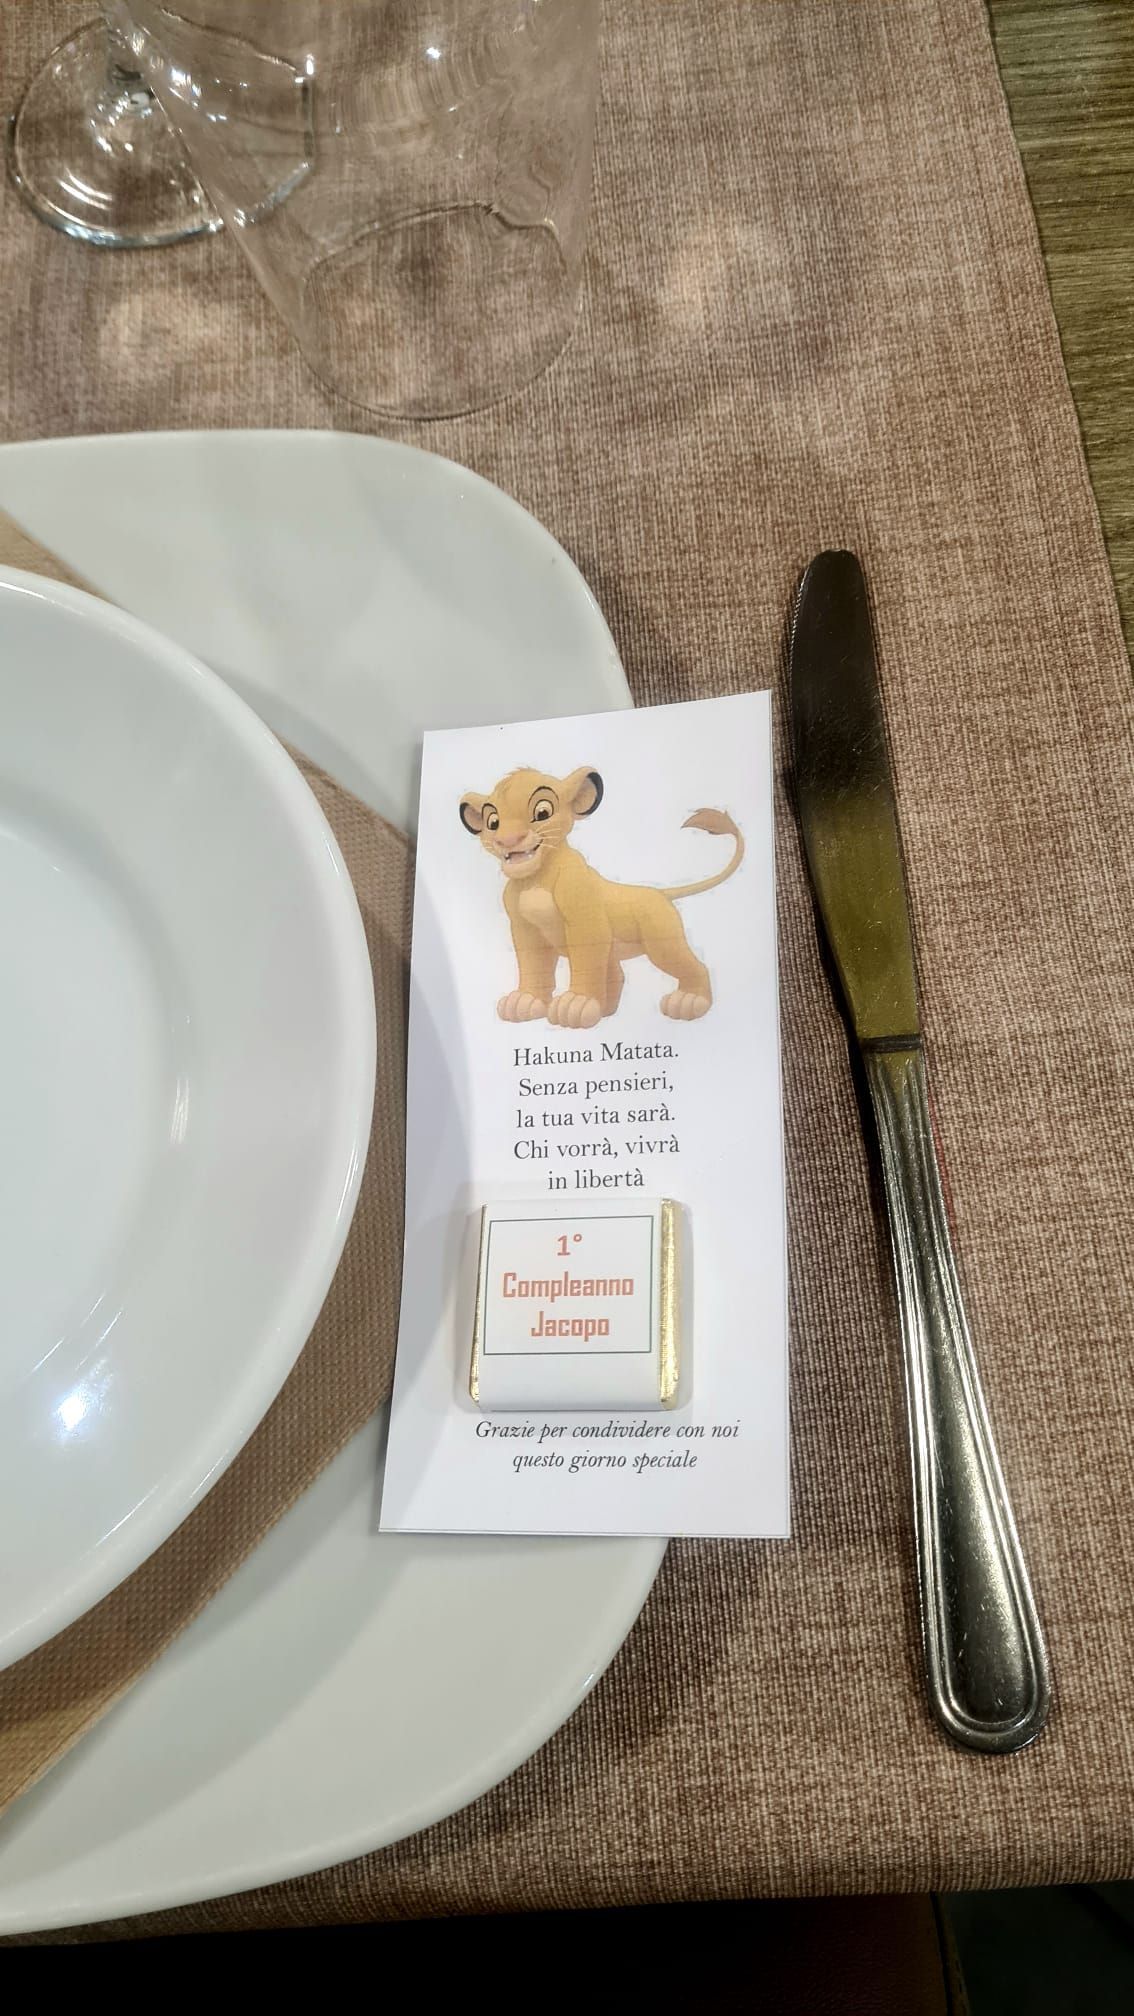 Hakuna Matata.
Senza pensieri,
la tua vita sarà.
Chi vorrà, vivrà
in libertà
1°
Compleanno
Jacopo
Grazie per condividere con noi
questo giorno speciale